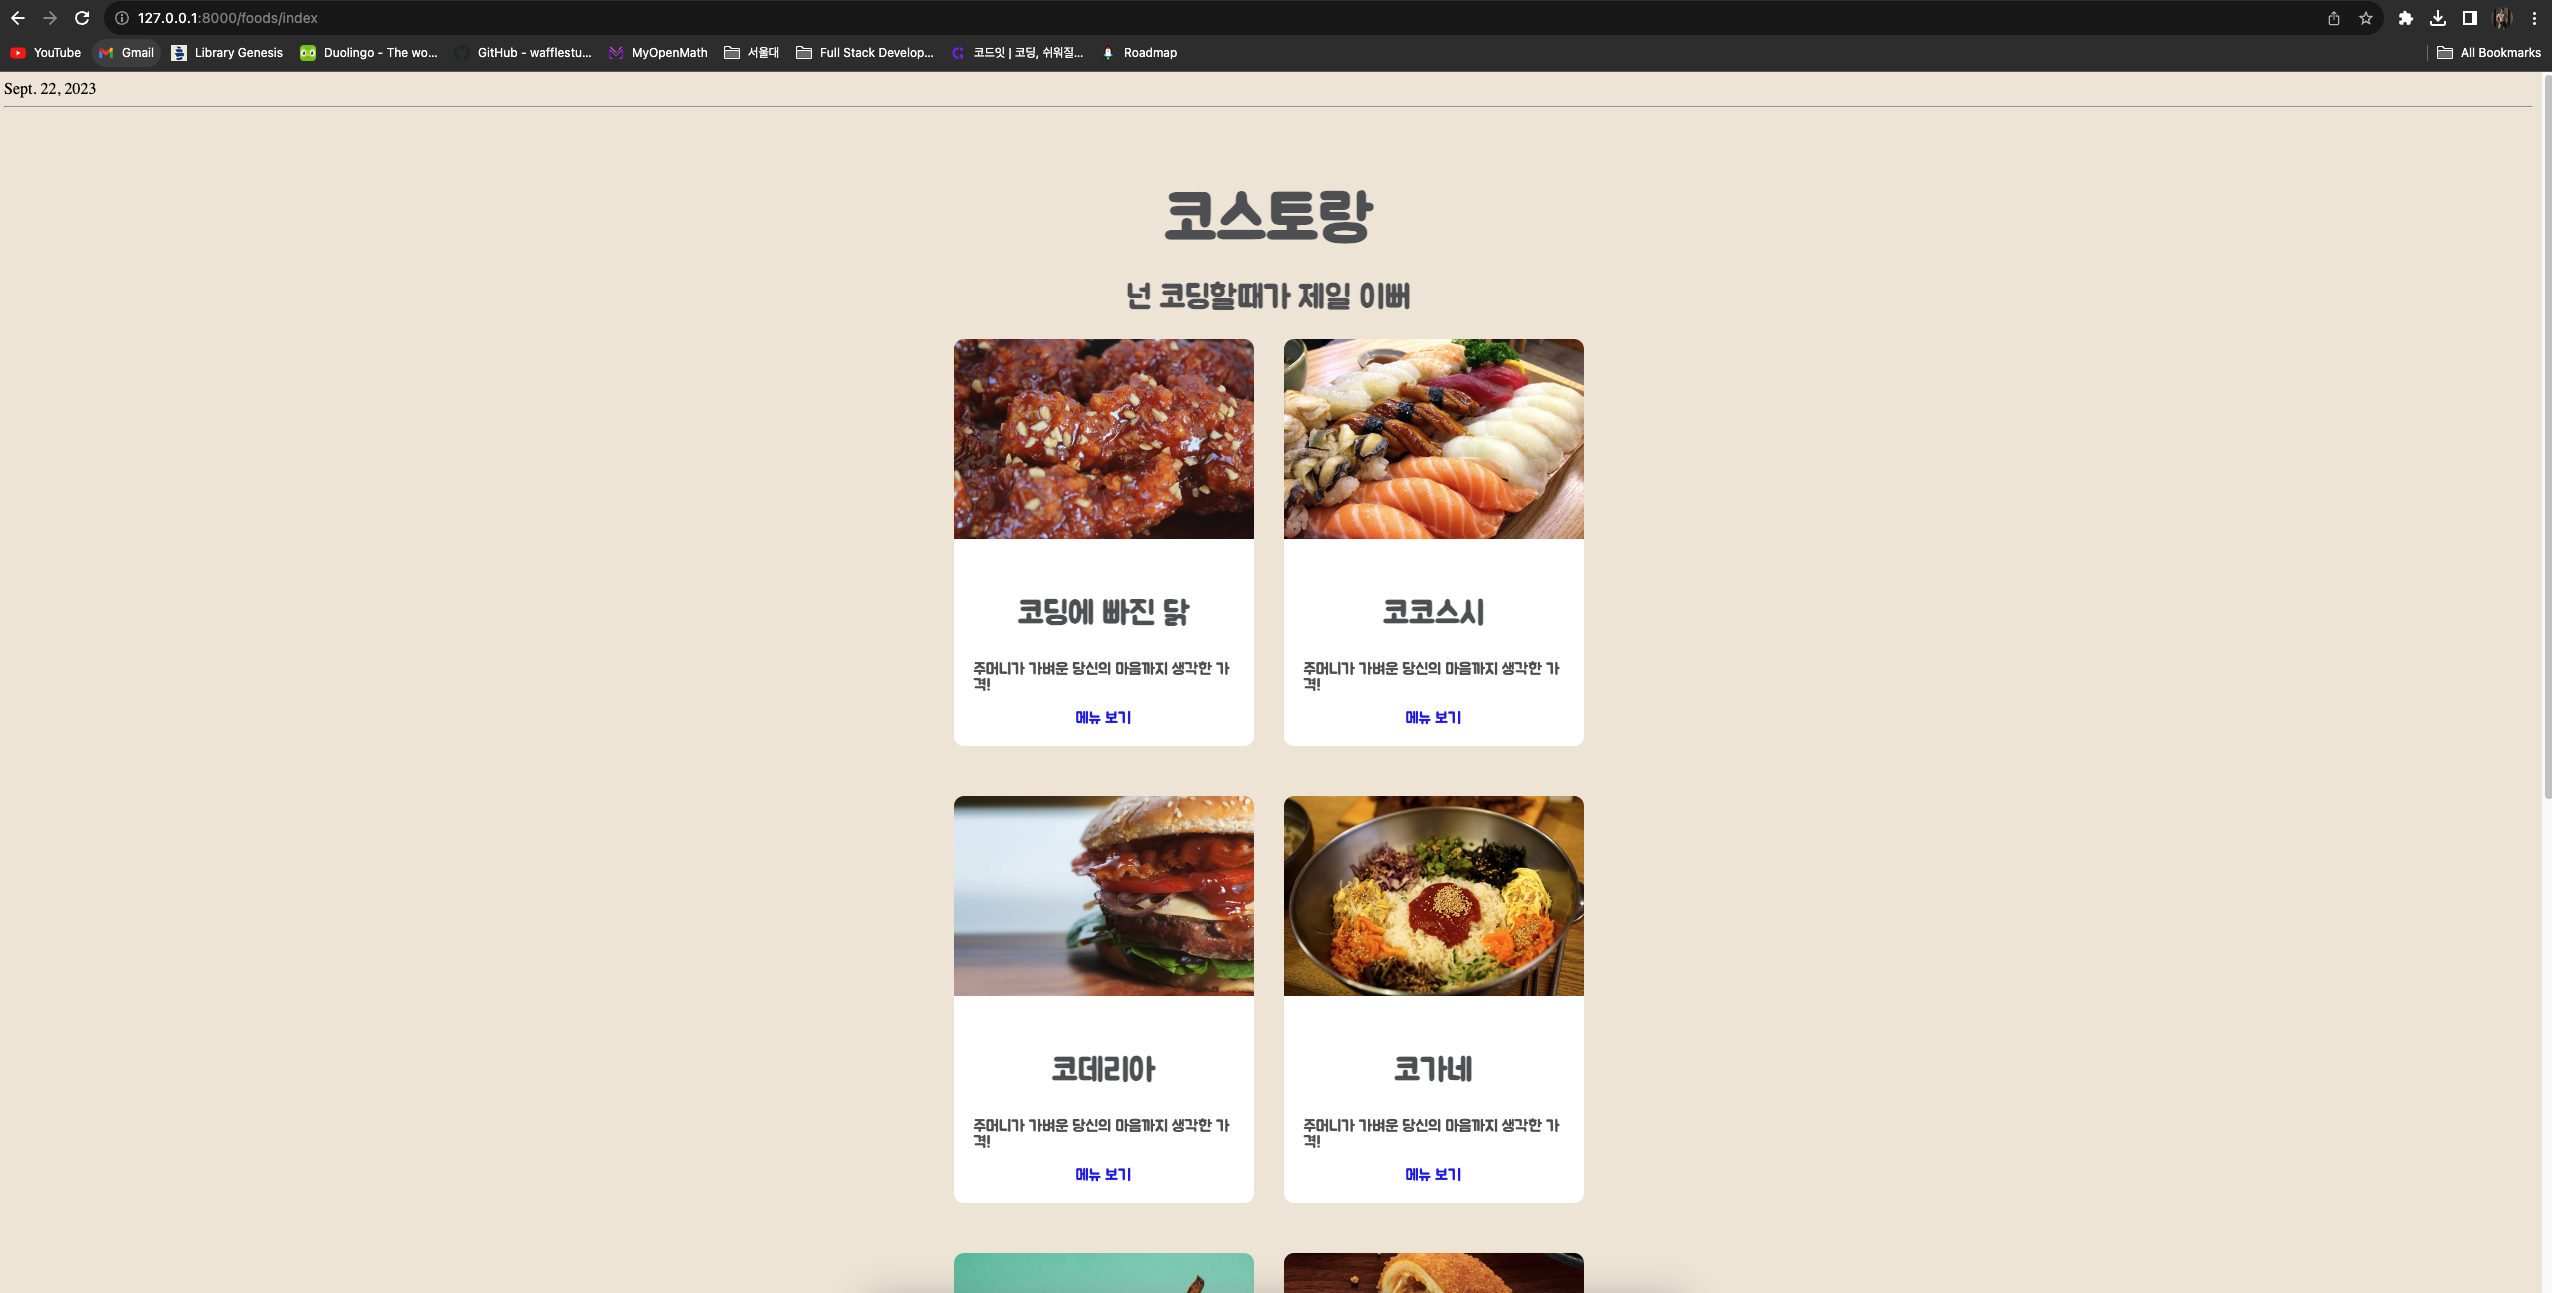 127.0.0.1:8000/foods/index
YouTube Gmail Library Genesis Duolingo - The wo... GitHub - wafflestu... MyOpenMath 서울대 Full Stack Develop... 코드잇 | 코딩, 쉬워질... Roadmap All Bookmarks
Sept. 22, 2023
코스토랑
넌 코딩할때가 제일 이뻐
코딩에 빠진 닭
주머니가 가벼운 당신의 마음까지 생각한 가
격!
메뉴 보기
코코스시
주머니가 가벼운 당신의 마음까지 생각한 가
격!
메뉴 보기
코데리아
주머니가 가벼운 당신의 마음까지 생각한 가
격!
메뉴 보기
코가네
주머니가 가벼운 당신의 마음까지 생각한 가
격!
메뉴 보기